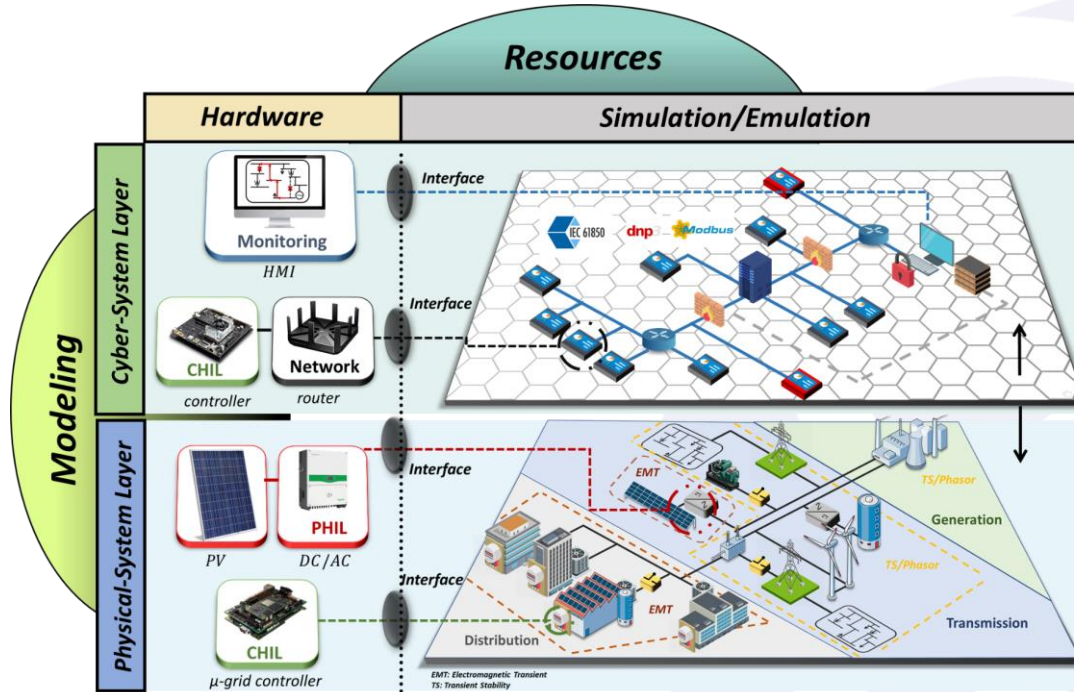 Resources
Hardware
Simulation/Emulation
Modeling
Cyber-System Layer
Monitoring
HMI
Interface
IEC 61850
dnp3
Modbus
CHIL
controller
Network
router
Interface
Physical-System Layer
PV
PHIL
DC/AC
Interface
EMT
TS/Phasor
Generation
TS/Phasor
CHIL
μ-grid controller
Interface
EMT
Distribution
Transmission
EMT: Electromagnetic Transient
TS: Transient Stability